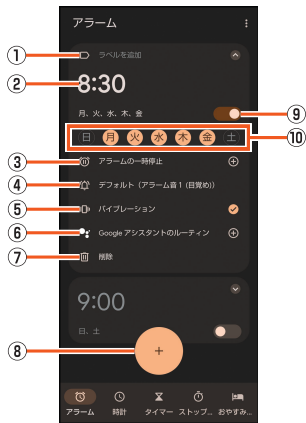 アラーム
① ラベルを追加
② 8:30
月、火、水、木、金 ⑨
日 月 火 水 木 金 土 ⑩
③ アラームの一時停止
④ デフォルト（アラーム音1（目覚め））
⑤ バイブレーション
⑥ Google アシスタントのルーティン
⑦ 削除
9:00
日、土
⑧ +
アラーム 時計 タイマー ストップ... おやすみ...